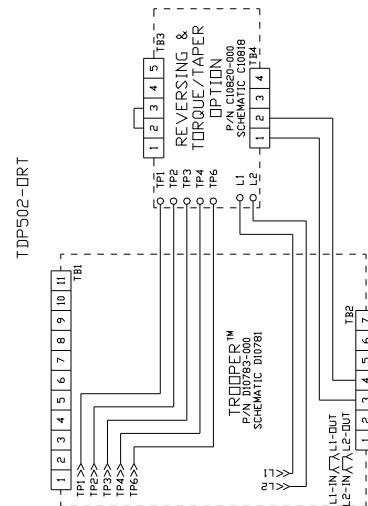 TDP502-ORT
TB3
1 2 3 4 5
REVERSING &
TORQUE/TAPER
OPTION
P/N C10820-000
SCHEMATIC C10818
TB4
1 2 3 4
TP1
TP2
TP3
TP4
TP6
L1
L2
TB1
1 2 3 4 5 6 7 8 9 10 11
TP1
TP2
TP3
TP4
TP6
TROOPER™
P/N D10783-000
SCHEMATIC D10781
L1
L2
TB2
1 2 3 4 5 6 7
L1-IN
L1-OUT
L2-IN
L2-OUT